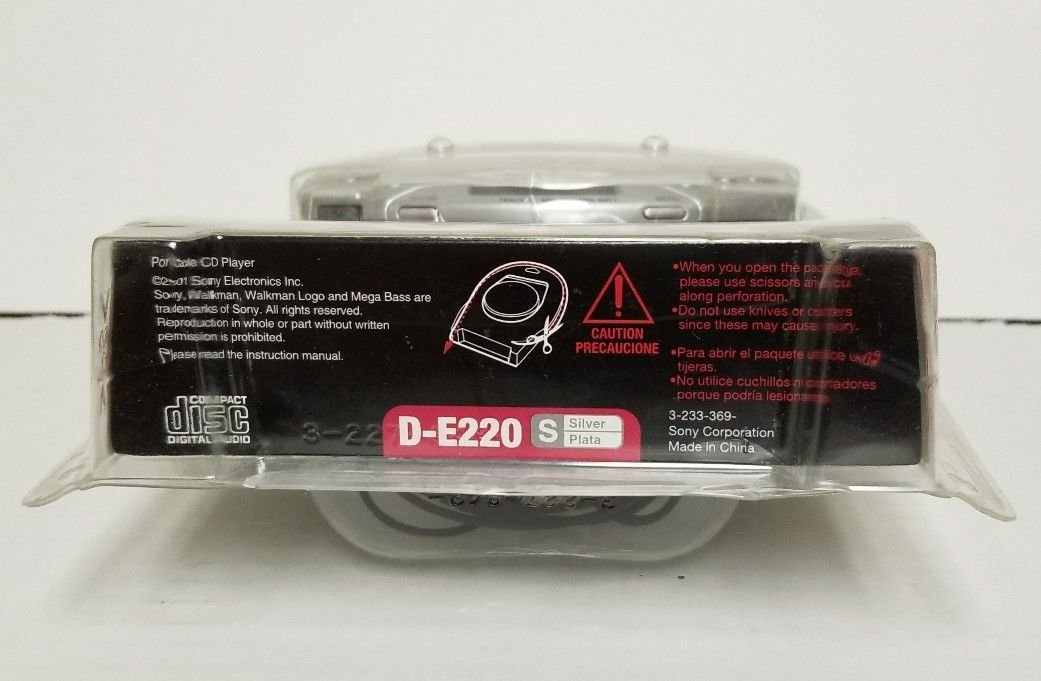 Portable CD Player
©2001 Sony Electronics Inc.
Sony, Walkman, Walkman Logo and Mega Bass are
trademarks of Sony. All rights reserved.
Reproduction in whole or part without written
permission is prohibited.
Please read the instruction manual.
COMPACT
disc
DIGITAL AUDIO
3-22
D-E220
S
Silver
Plata
CAUTION
PRECAUCIONE
•When you open the package,
please use scissors and cut
along perforation.
•Do not use knives or cutters
since these may cause injury.
•Para abrir el paquete utilice unas
tijeras.
•No utilice cuchillos ni cortadores
porque podría lesionarse.
3-233-369-
Sony Corporation
Made in China